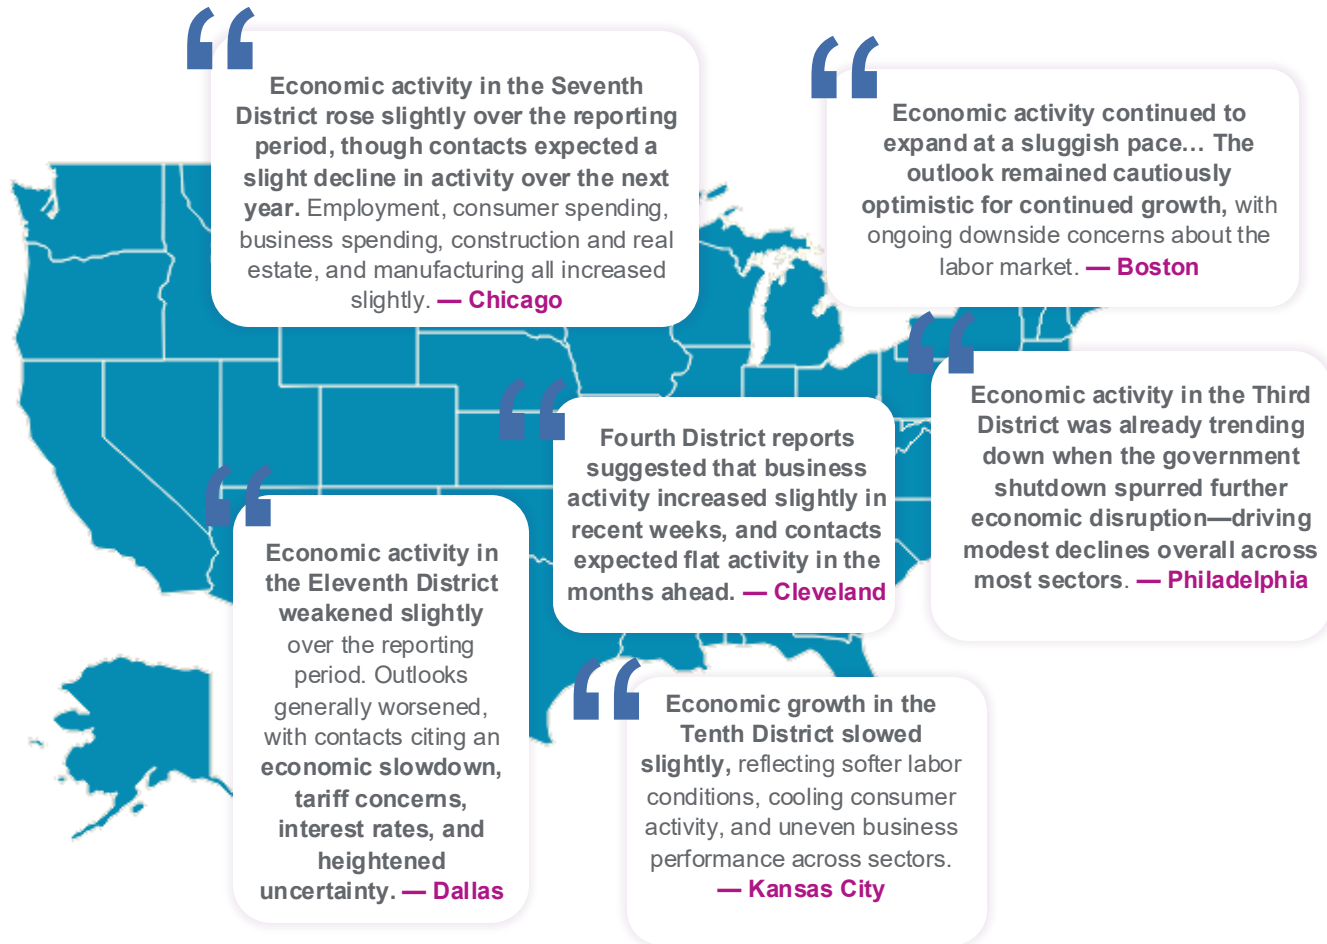 Economic activity in the Seventh
District rose slightly over the reporting
period, though contacts expected a
slight decline in activity over the next
year. Employment, consumer spending,
business spending, construction and real
estate, and manufacturing all increased
slightly. — Chicago
Economic activity continued to
expand at a sluggish pace... The
outlook remained cautiously
optimistic for continued growth, with
ongoing downside concerns about the
labor market. — Boston
Economic activity in the Third
District was already trending
down when the government
shutdown spurred further
economic disruption—driving
modest declines overall across
most sectors. — Philadelphia
Fourth District reports
suggested that business
activity increased slightly in
recent weeks, and contacts
expected flat activity in the
months ahead. — Cleveland
Economic activity in
the Eleventh District
weakened slightly
over the reporting
period. Outlooks
generally worsened,
with contacts citing an
economic slowdown,
tariff concerns,
interest rates, and
heightened
uncertainty. — Dallas
Economic growth in the
Tenth District slowed
slightly, reflecting softer labor
conditions, cooling consumer
activity, and uneven business
performance across sectors.
— Kansas City